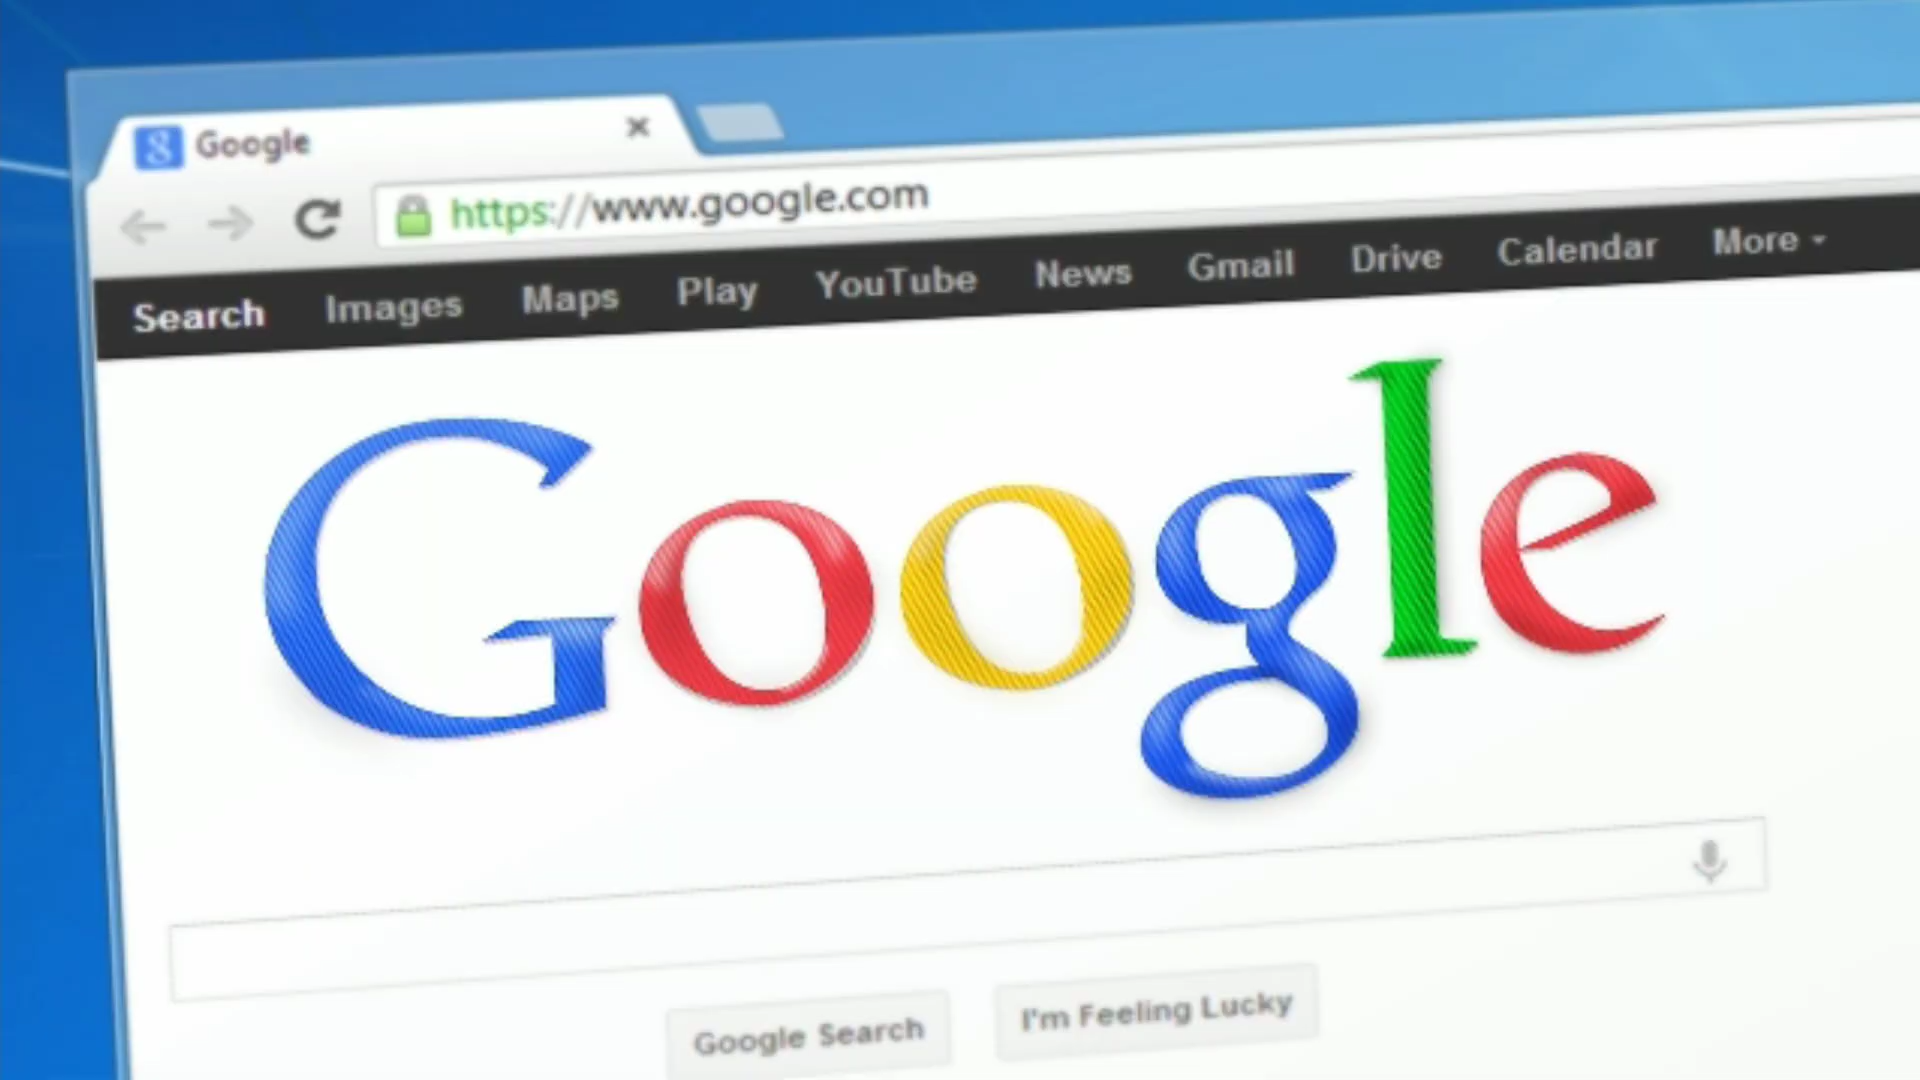 Google
https://www.google.com
Search Images Maps Play YouTube News Gmail Drive Calendar More
Google
Google Search I'm Feeling Lucky